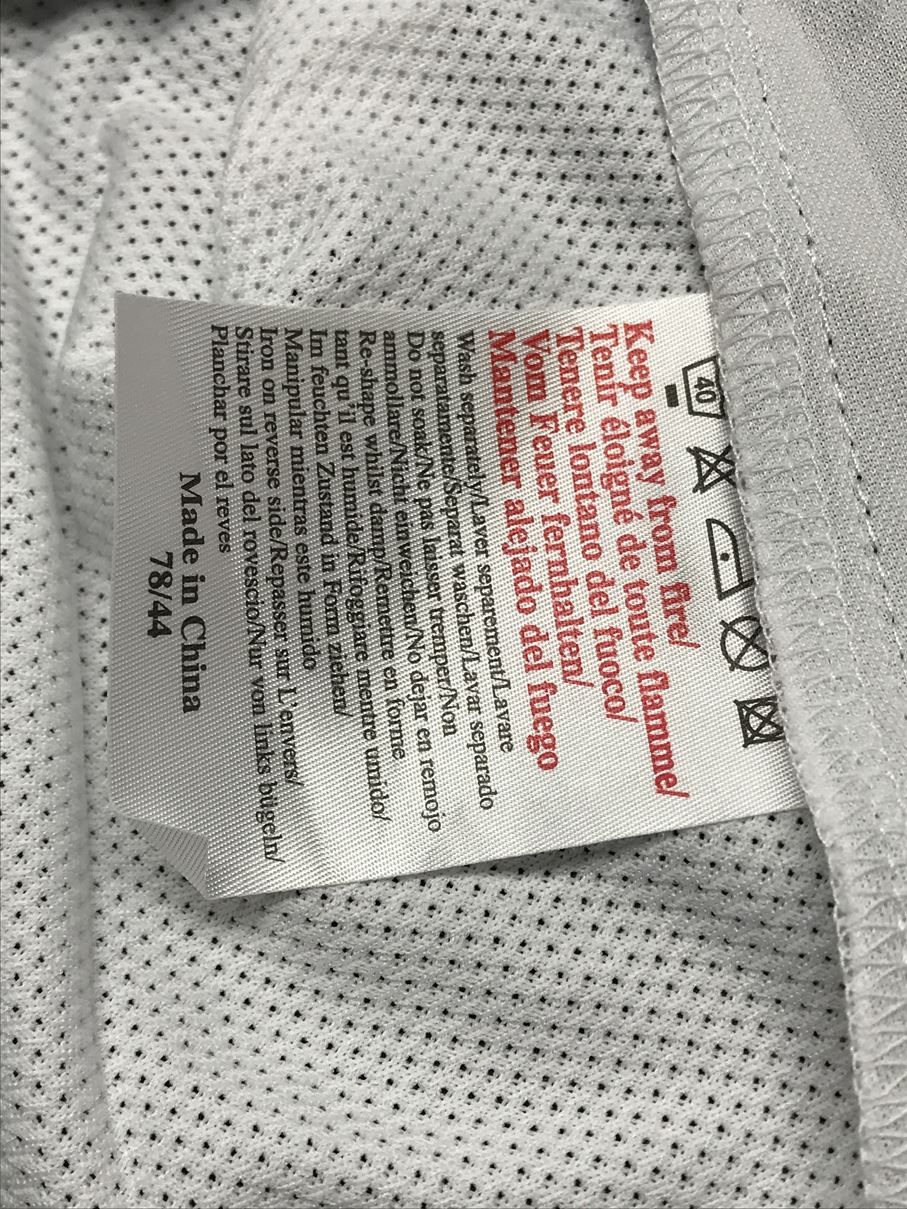 40
Keep away from fire/
Tenir éloigné de toute flamme/
Tenere lontano del fuoco/
Vom Feuer fernhalten/
Mantener alejado del fuego
Wash separately/Laver separement/Lavare
separatamente/Separat waschen/Lavar separado
Do not soak/Ne pas laisser tremper/Non
ammollare/Nicht einweichen/No dejar en remojo
Re-shape whilst damp/Remettre en forme
tant qu'il est humide/Rifoggiare mentre umido/
Im feuchten Zustand in Form ziehen/
Manipular mientras este humido
Iron on reverse side/Repasser sur L'envers/
Stirare sul lato del rovescio/Nur von links bügeln/
Planchar por el reves
Made in China
78/44